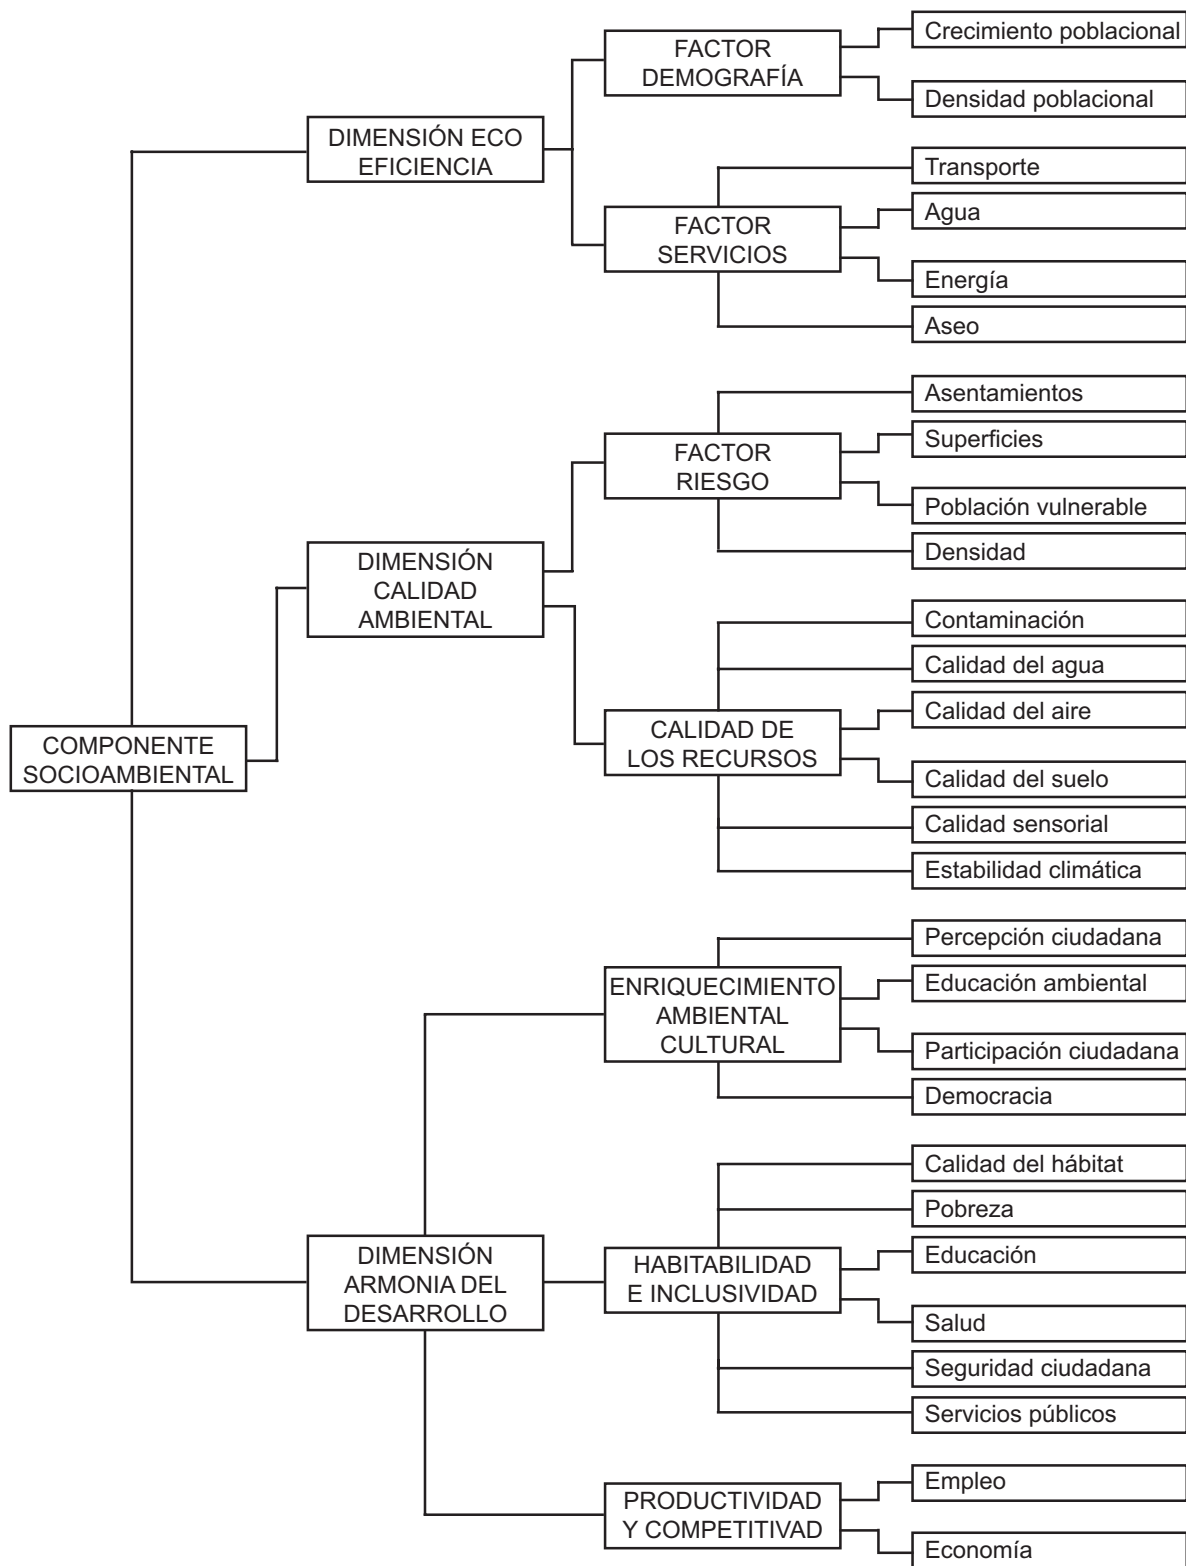 COMPONENTE
SOCIOAMBIENTAL
DIMENSIÓN ECO
EFICIENCIA
FACTOR
DEMOGRAFÍA
Crecimiento poblacional
Densidad poblacional
FACTOR
SERVICIOS
Transporte
Agua
Energía
Aseo
DIMENSIÓN
CALIDAD
AMBIENTAL
FACTOR
RIESGO
Asentamientos
Superficies
Población vulnerable
Densidad
CALIDAD DE
LOS RECURSOS
Contaminación
Calidad del agua
Calidad del aire
Calidad del suelo
Calidad sensorial
Estabilidad climática
DIMENSIÓN
ARMONIA DEL
DESARROLLO
ENRIQUECIMIENTO
AMBIENTAL
CULTURAL
Percepción ciudadana
Educación ambiental
Participación ciudadana
Democracia
HABITABILIDAD
E INCLUSIVIDAD
Calidad del hábitat
Pobreza
Educación
Salud
Seguridad ciudadana
Servicios públicos
PRODUCTIVIDAD
Y COMPETITIVAD
Empleo
Economía